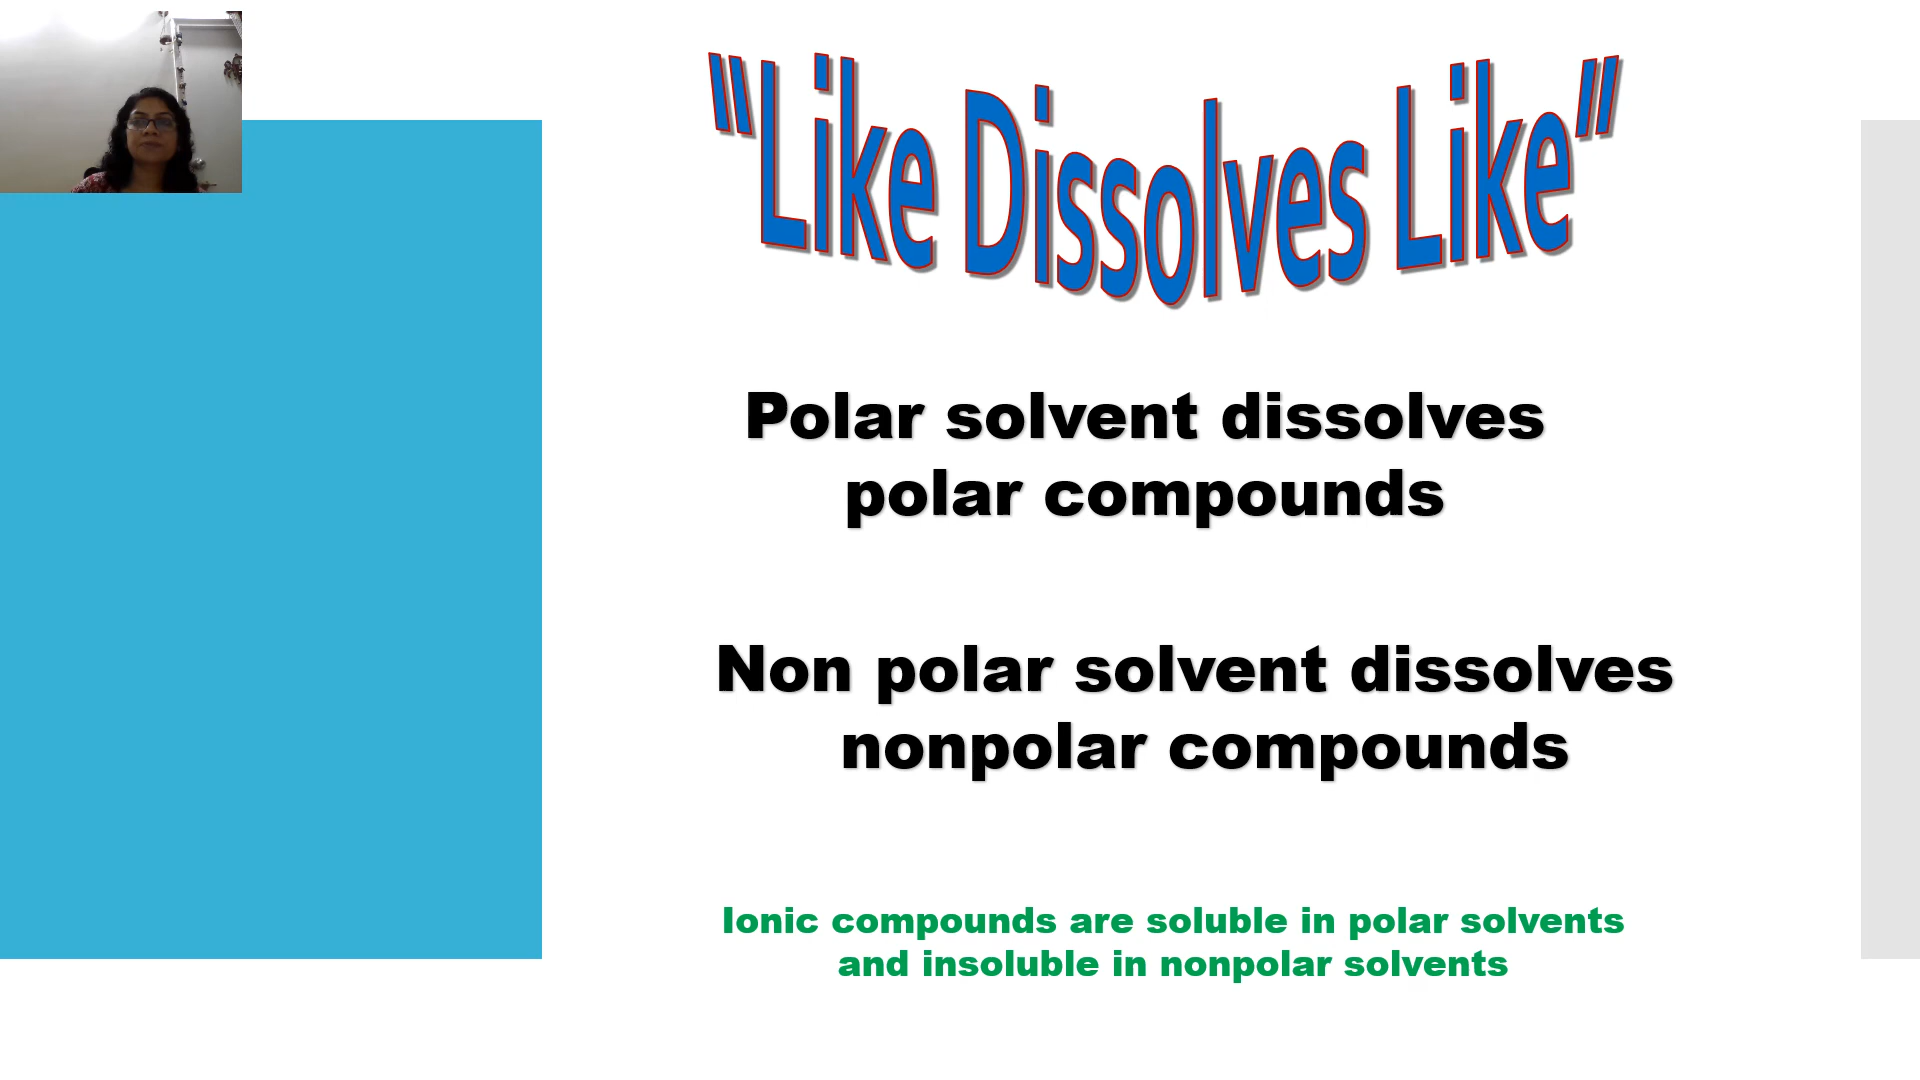 “Like Dissolves Like”
Polar solvent dissolves
polar compounds
Non polar solvent dissolves
nonpolar compounds
Ionic compounds are soluble in polar solvents
and insoluble in nonpolar solvents